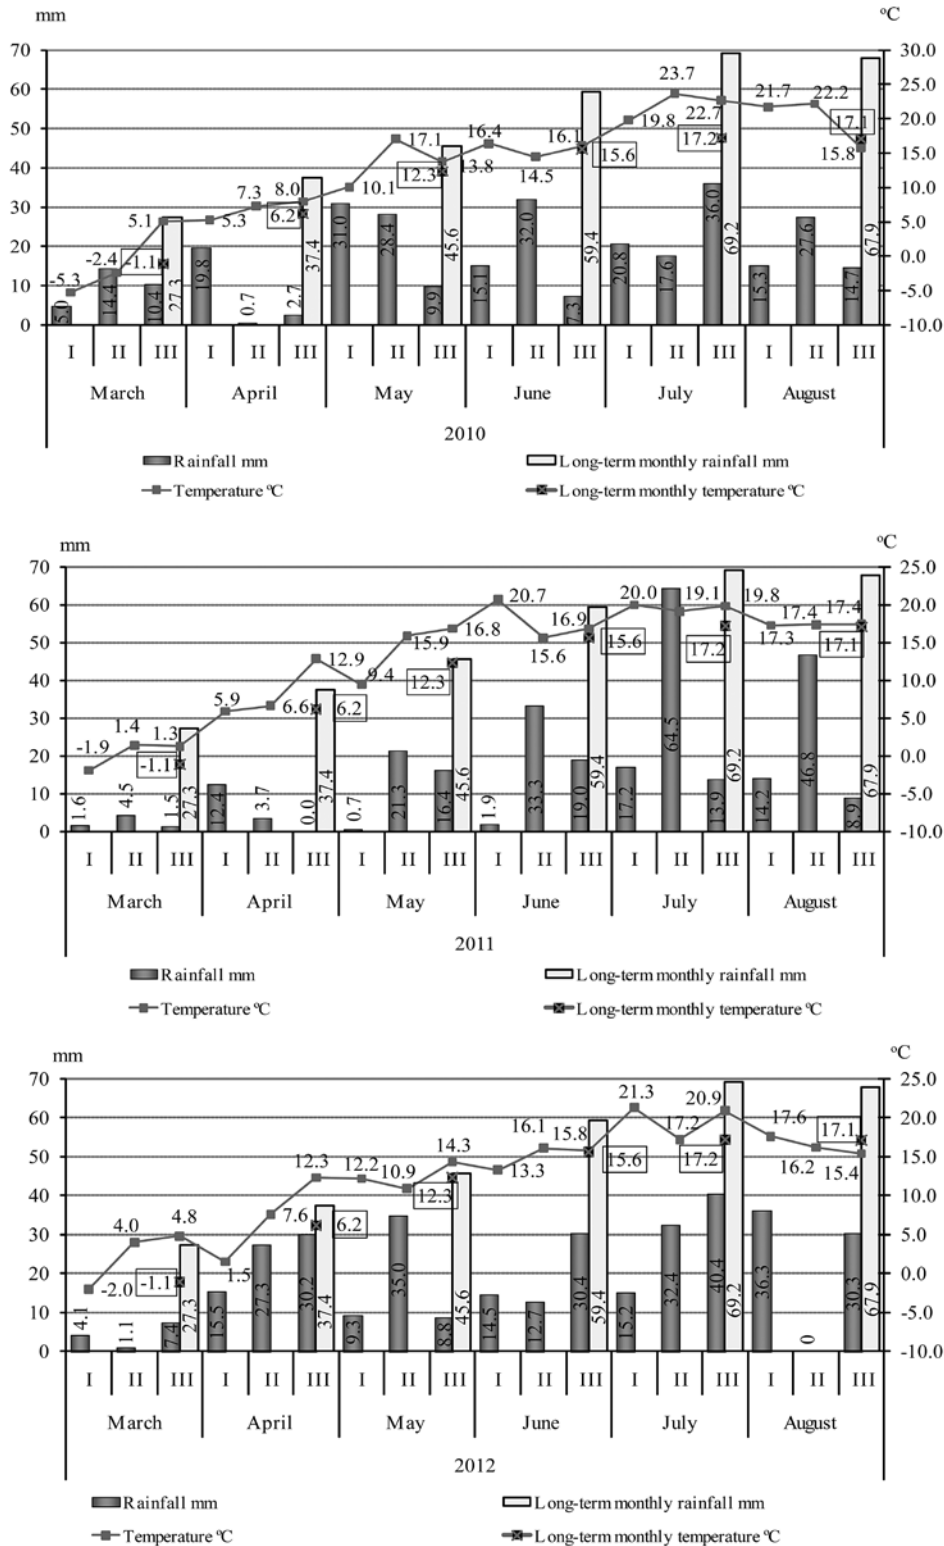 mm °C
70 30.0
60 25.0
50 20.0
40 15.0
30 10.0
20 5.0
10 0.0
0 -5.0
-10.0
-5.3 -2.4 5.1 5.3 7.3 8.0 10.1 17.1 13.8 16.4 14.5 16.1 19.8 23.7 22.7 21.7 22.2 15.8
-1.1 6.2 12.3 15.6 17.2 17.1
5.0 14.4 10.4 27.3 19.8 0.7 2.7 37.4 31.0 28.4 9.9 45.6 15.1 32.0 7.3 59.4 20.8 17.6 36.0 69.2 15.3 27.6 14.7 67.9
I II III I II III I II III I II III I II III I II III
March April May June July August
2010
Rainfall mm Long-term monthly rainfall mm
Temperature °C Long-term monthly temperature °C
mm °C
70 25.0
60 20.0
50 15.0
40 10.0
30 5.0
20 0.0
10 -5.0
0 -10.0
-1.9 1.4 1.3 5.9 6.6 12.9 9.4 15.9 16.8 20.7 15.6 16.9 20.0 19.1 19.8 17.3 17.4 17.4
-1.1 6.2 12.3 15.6 17.2 17.1
1.6 14.5 1.5 27.3 12.4 3.7 0.0 37.4 0.7 21.3 16.4 45.6 1.9 33.3 19.0 59.4 17.2 64.5 13.9 69.2 14.2 46.8 8.9 67.9
I II III I II III I II III I II III I II III I II III
March April May June July August
2011
Rainfall mm Long-term monthly rainfall mm
Temperature °C Long-term monthly temperature °C
mm °C
70 25.0
60 20.0
50 15.0
40 10.0
30 5.0
20 0.0
10 -5.0
0 -10.0
-2.0 4.0 4.8 1.5 7.6 12.3 12.2 10.9 14.3 13.3 16.1 15.8 21.3 17.2 20.9 17.6 16.2 15.4
-1.1 6.2 12.3 15.6 17.2 17.1
4.1 1.1 7.4 27.3 15.5 27.3 30.2 37.4 9.3 35.0 8.8 45.6 14.5 12.7 30.4 59.4 15.2 32.4 40.4 69.2 36.3 0 30.3 67.9
I II III I II III I II III I II III I II III I II III
March April May June July August
2012
Rainfall mm Long-term monthly rainfall mm
Temperature °C Long-term monthly temperature °C